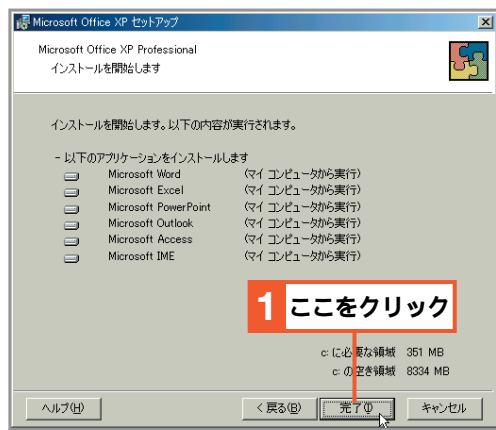 Microsoft Office XP セットアップ
Microsoft Office XP Professional
インストールを開始します
インストールを開始します。以下の内容が実行されます。
- 以下のアプリケーションをインストールします
Microsoft Word (マイ コンピュータから実行)
Microsoft Excel (マイ コンピュータから実行)
Microsoft PowerPoint (マイ コンピュータから実行)
Microsoft Outlook (マイ コンピュータから実行)
Microsoft Access (マイ コンピュータから実行)
Microsoft IME (マイ コンピュータから実行)
1 ここをクリック
c: に必要な領域 351 MB
c: の空き領域 8334 MB
ヘルプ(H) < 戻る(B) 完了(I) キャンセル